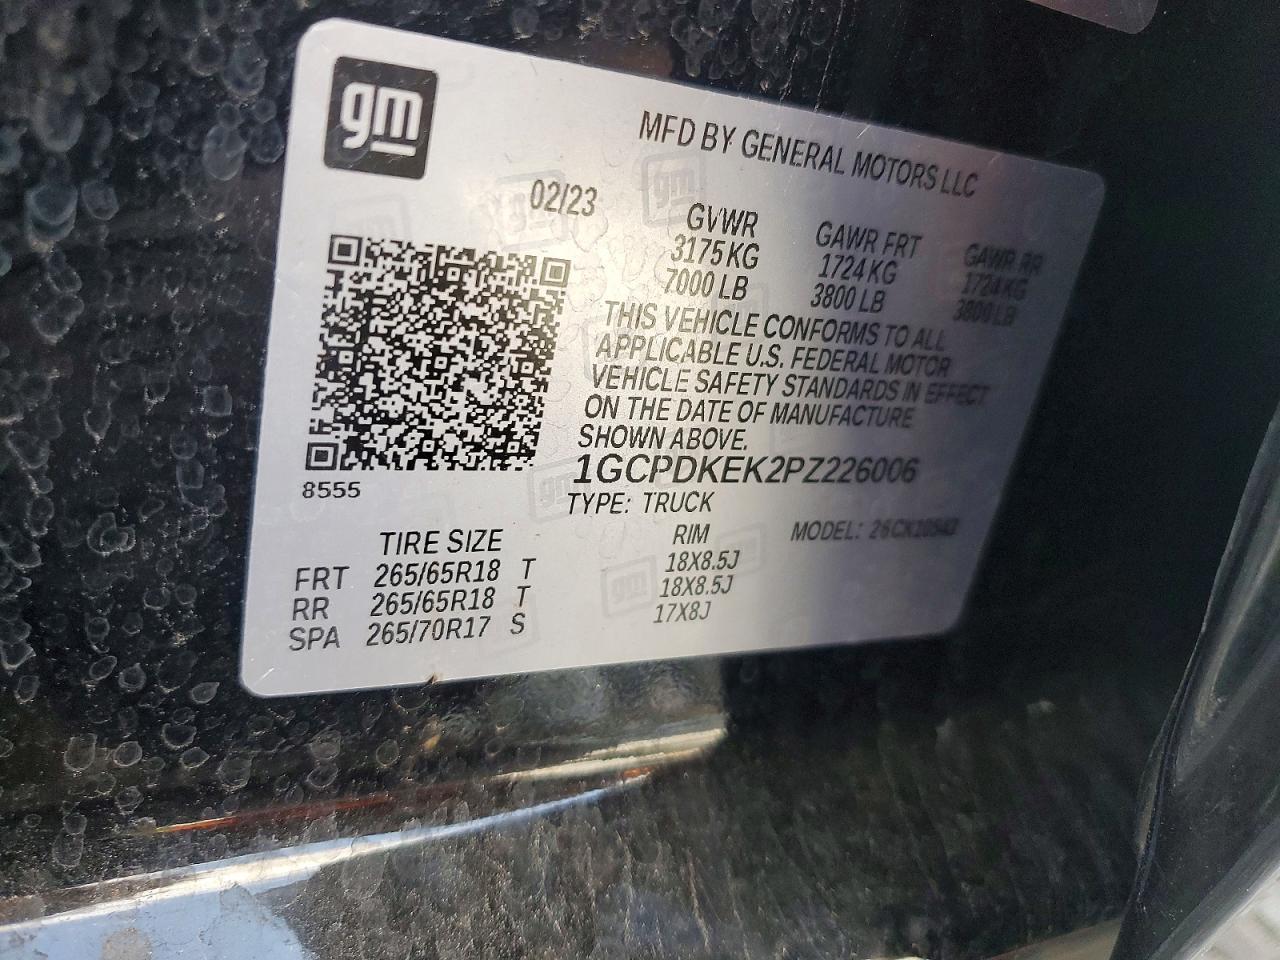 gm
MFD BY GENERAL MOTORS LLC
02/23
GVWR GAWR FRT GAWR RR
3175 KG 1724 KG 1724 KG
7000 LB 3800 LB 3800 LB
THIS VEHICLE CONFORMS TO ALL
APPLICABLE U.S. FEDERAL MOTOR
VEHICLE SAFETY STANDARDS IN EFFECT
ON THE DATE OF MANUFACTURE
SHOWN ABOVE.
1GCPDKEK2PZ226006
8555
TYPE: TRUCK
TIRE SIZE RIM MODEL:
FRT 265/65R18 T 18X8.5J
RR 265/65R18 T 18X8.5J
SPA 265/70R17 S 17X8J